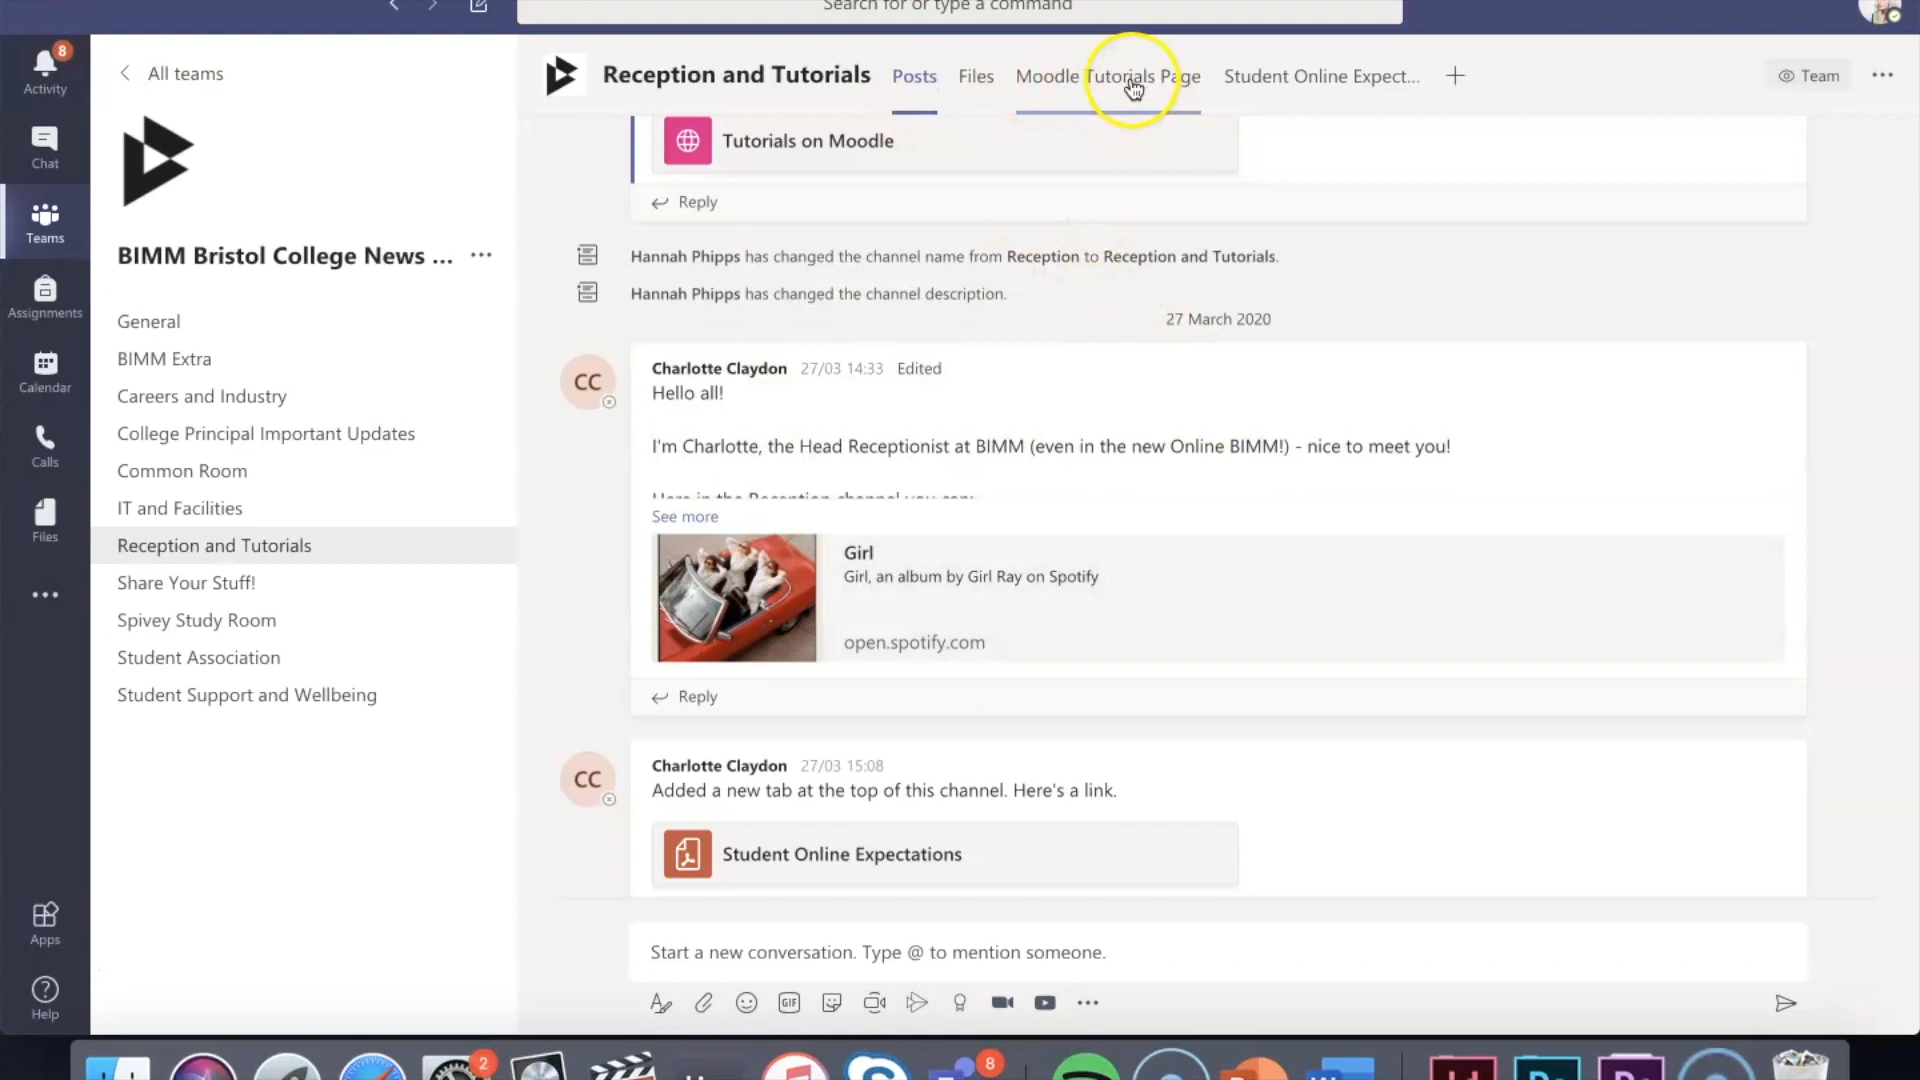 Search for or type a command
8
Activity
Chat
Teams
Assignments
Calendar
Calls
Files
Apps
Help
All teams
BIMM Bristol College News ...
General
BIMM Extra
Careers and Industry
College Principal Important Updates
Common Room
IT and Facilities
Reception and Tutorials
Share Your Stuff!
Spivey Study Room
Student Association
Student Support and Wellbeing
Reception and Tutorials Posts Files Moodle Tutorials Page Student Online Expect... Team
Tutorials on Moodle
Reply
Hannah Phipps has changed the channel name from Reception to Reception and Tutorials.
Hannah Phipps has changed the channel description.
27 March 2020
CC
Charlotte Claydon 27/03 14:33 Edited
Hello all!
I'm Charlotte, the Head Receptionist at BIMM (even in the new Online BIMM!) - nice to meet you!
Here in the Reception channel you can:
See more
Girl
Girl, an album by Girl Ray on Spotify
open.spotify.com
Reply
CC
Charlotte Claydon 27/03 15:08
Added a new tab at the top of this channel. Here's a link.
Student Online Expectations
Start a new conversation. Type @ to mention someone.
GIF
2
8